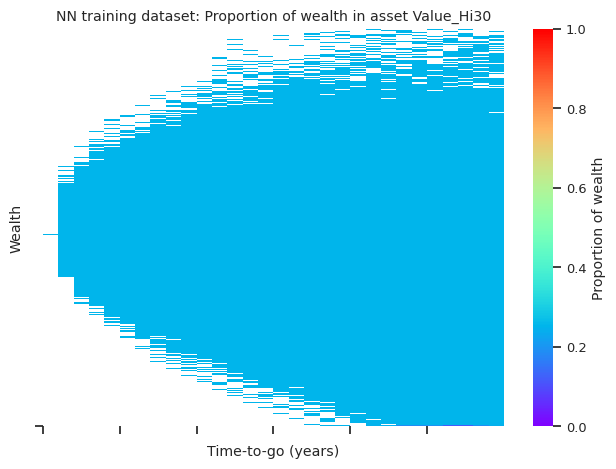 NN training dataset: Proportion of wealth in asset Value_Hi30
1.0
0.8
0.6
0.4
0.2
0.0
Proportion of wealth
Wealth
Time-to-go (years)